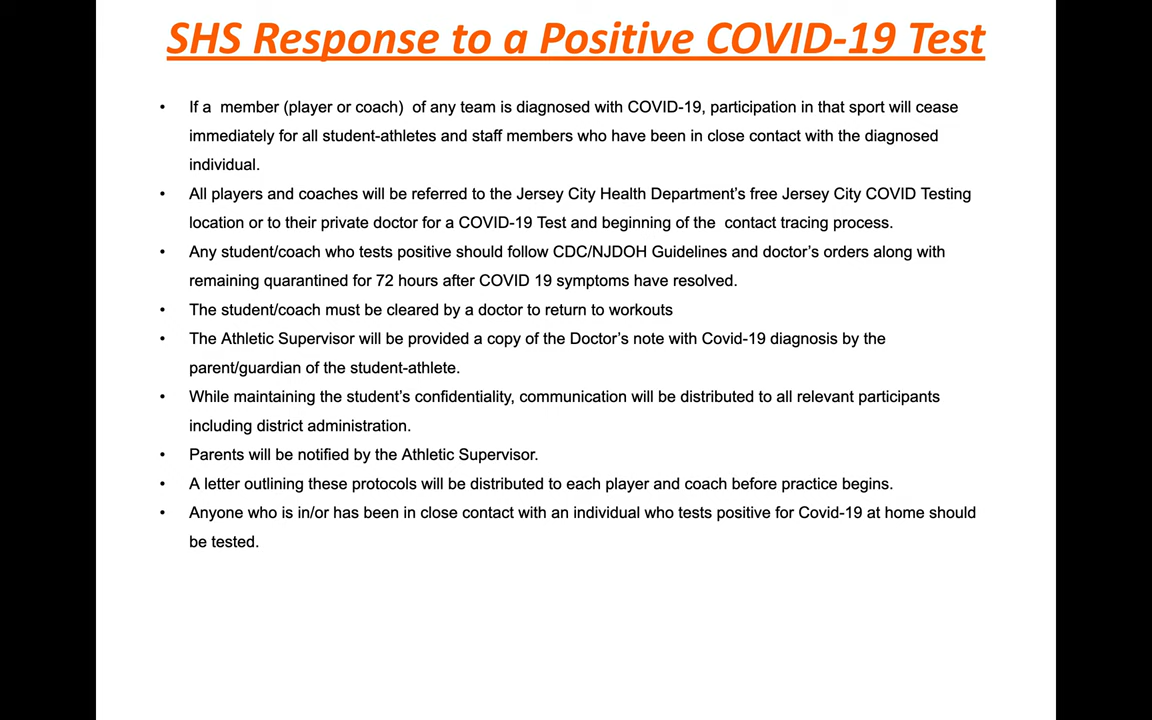 SHS Response to a Positive COVID-19 Test
• If a member (player or coach) of any team is diagnosed with COVID-19, participation in that sport will cease
immediately for all student-athletes and staff members who have been in close contact with the diagnosed
individual.
• All players and coaches will be referred to the Jersey City Health Department's free Jersey City COVID Testing
location or to their private doctor for a COVID-19 Test and beginning of the contact tracing process.
• Any student/coach who tests positive should follow CDC/NJDOH Guidelines and doctor's orders along with
remaining quarantined for 72 hours after COVID 19 symptoms have resolved.
• The student/coach must be cleared by a doctor to return to workouts
• The Athletic Supervisor will be provided a copy of the Doctor's note with Covid-19 diagnosis by the
parent/guardian of the student-athlete.
• While maintaining the student's confidentiality, communication will be distributed to all relevant participants
including district administration.
• Parents will be notified by the Athletic Supervisor.
• A letter outlining these protocols will be distributed to each player and coach before practice begins.
• Anyone who is in/or has been in close contact with an individual who tests positive for Covid-19 at home should
be tested.